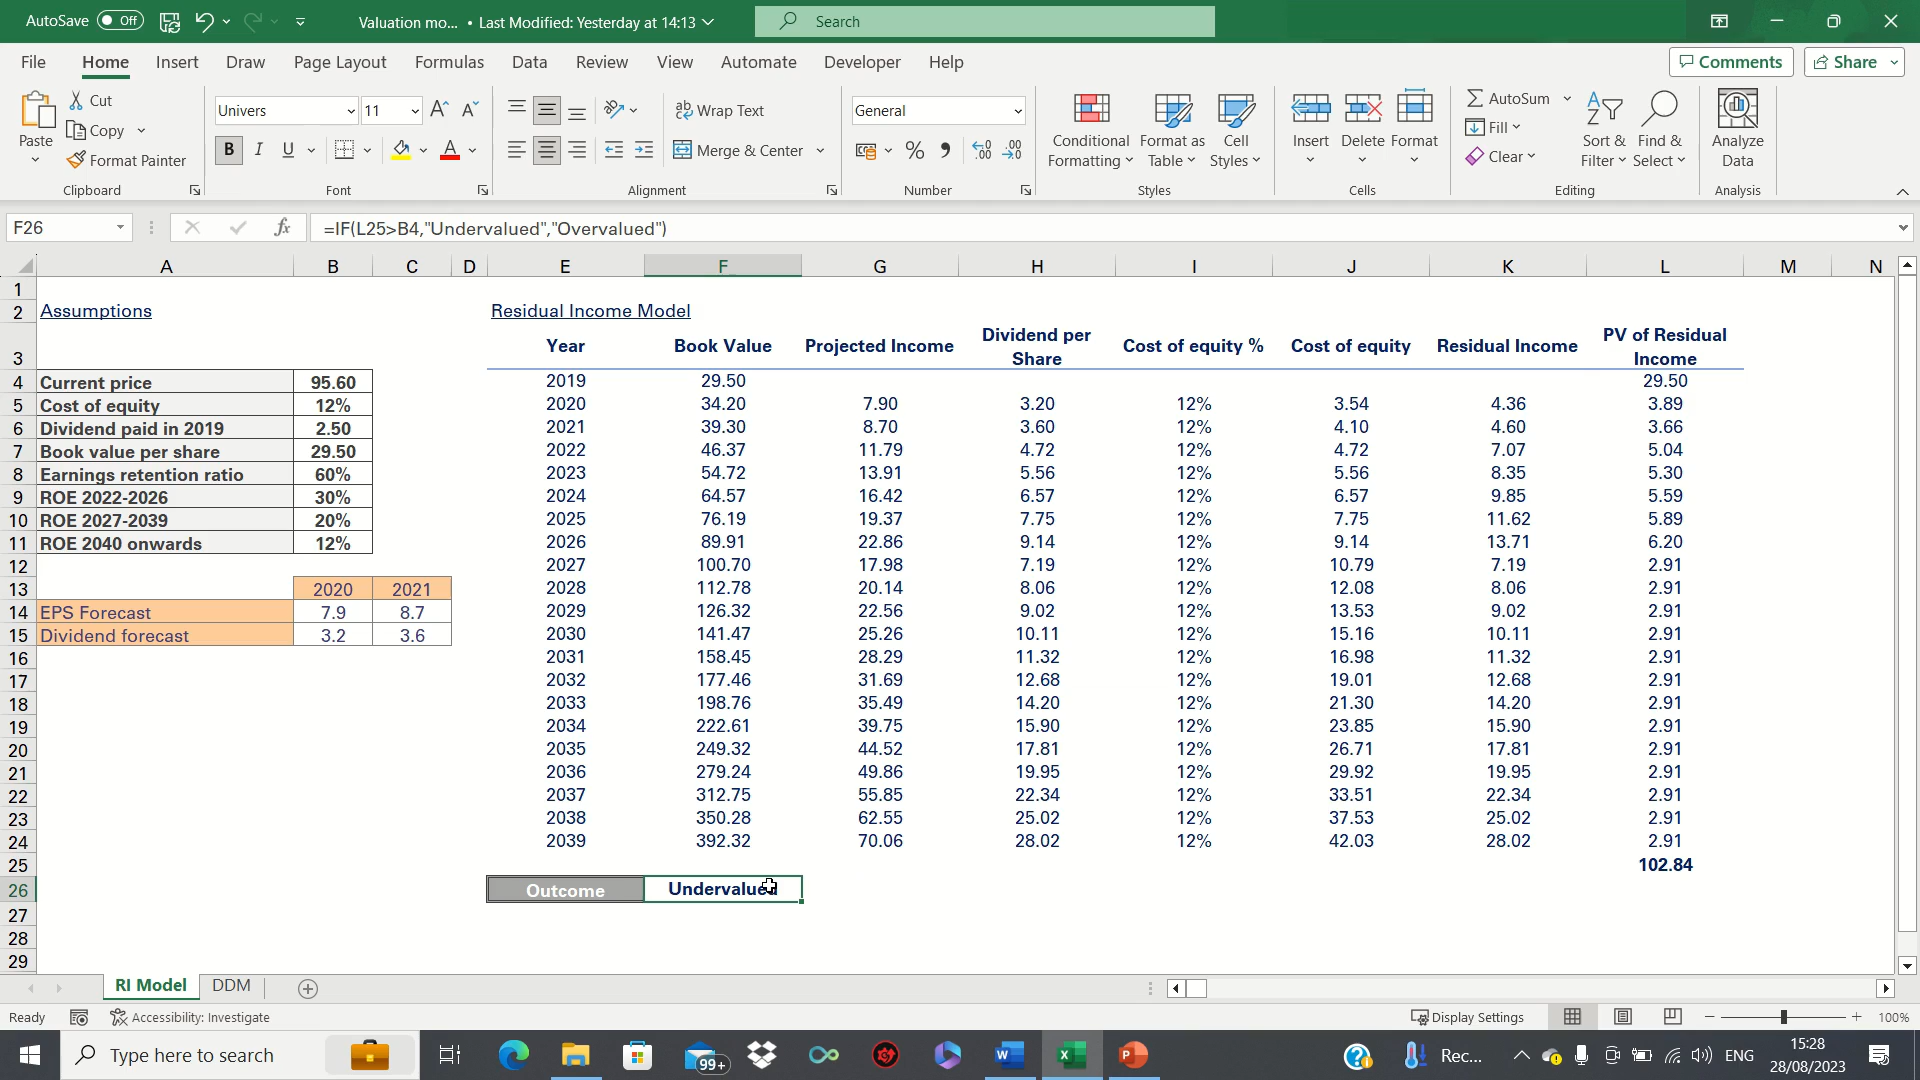 AutoSave Off Valuation mo... • Last Modified: Yesterday at 14:13 Search
File Home Insert Draw Page Layout Formulas Data Review View Automate Developer Help Comments Share
Paste Cut Copy Format Painter Clipboard
Univers 11 B I U A Font
Wrap Text Merge & Center Alignment
General % Number
Conditional Formatting Format as Table Cell Styles Styles
Insert Delete Format Cells
AutoSum Fill Clear Sort & Filter Find & Select Editing
Analyze Data Analysis
F26 fx =IF(L25>B4,"Undervalued","Overvalued")
A B C D E F G H I J K L M N
1
2 Assumptions Residual Income Model
3 Year Book Value Projected Income Dividend per Share Cost of equity % Cost of equity Residual Income PV of Residual Income
4 Current price 95.60 2019 29.50 29.50
5 Cost of equity 12% 2020 34.20 7.90 3.20 12% 3.54 4.36 3.89
6 Dividend paid in 2019 2.50 2021 39.30 8.70 3.60 12% 4.10 4.60 3.66
7 Book value per share 29.50 2022 46.37 11.79 4.72 12% 4.72 7.07 5.04
8 Earnings retention ratio 60% 2023 54.72 13.91 5.56 12% 5.56 8.35 5.30
9 ROE 2022-2026 30% 2024 64.57 16.42 6.57 12% 6.57 9.85 5.59
10 ROE 2027-2039 20% 2025 76.19 19.37 7.75 12% 7.75 11.62 5.89
11 ROE 2040 onwards 12% 2026 89.91 22.86 9.14 12% 9.14 13.71 6.20
12 2027 100.70 17.98 7.19 12% 10.79 7.19 2.91
13 2020 2021 2028 112.78 20.14 8.06 12% 12.08 8.06 2.91
14 EPS Forecast 7.9 8.7 2029 126.32 22.56 9.02 12% 13.53 9.02 2.91
15 Dividend forecast 3.2 3.6 2030 141.47 25.26 10.11 12% 15.16 10.11 2.91
16 2031 158.45 28.29 11.32 12% 16.98 11.32 2.91
17 2032 177.46 31.69 12.68 12% 19.01 12.68 2.91
18 2033 198.76 35.49 14.20 12% 21.30 14.20 2.91
19 2034 222.61 39.75 15.90 12% 23.85 15.90 2.91
20 2035 249.32 44.52 17.81 12% 26.71 17.81 2.91
21 2036 279.24 49.86 19.95 12% 29.92 19.95 2.91
22 2037 312.75 55.85 22.34 12% 33.51 22.34 2.91
23 2038 350.28 62.55 25.02 12% 37.53 25.02 2.91
24 2039 392.32 70.06 28.02 12% 42.03 28.02 2.91
25 102.84
26 Outcome Undervalued
27
28
29
RI Model DDM
Ready Accessibility: Investigate Display Settings 100%
Type here to search 99+ Rec... ENG 15:28
28/08/2023